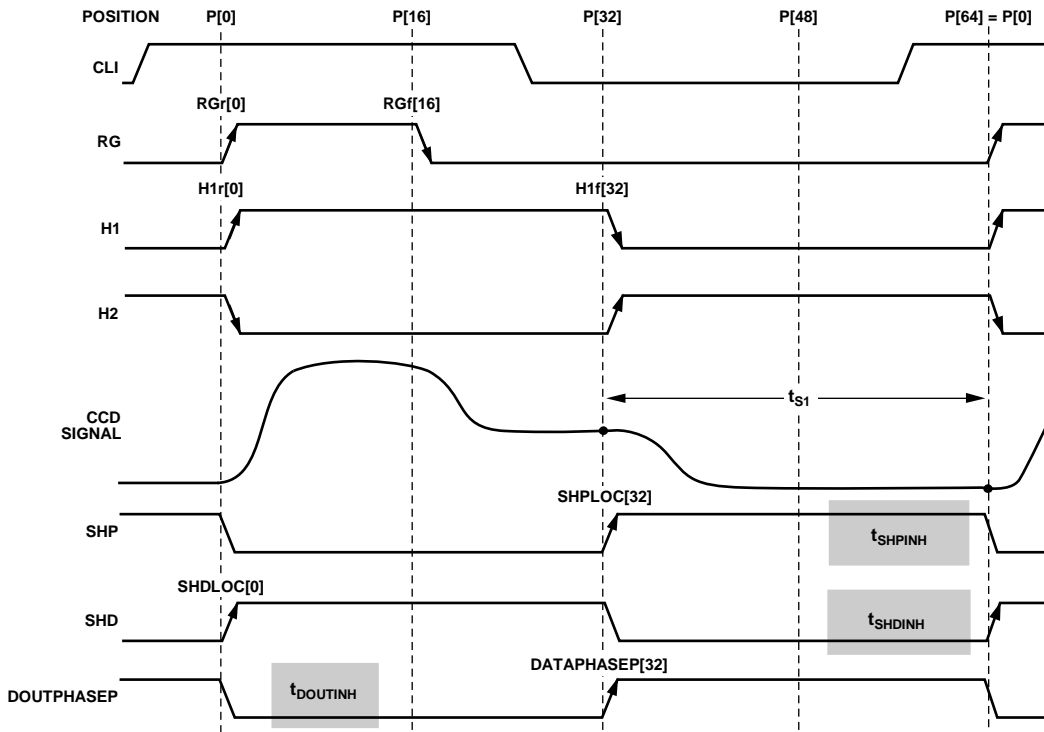 POSITION P[0] P[16] P[32] P[48] P[64] = P[0]
CLI
RGr[0] RGf[16]
RG
H1r[0] H1f[32]
H1
H2
tS1
CCD
SIGNAL
SHPLOC[32]
SHP
tSHPINH
SHDLOC[0]
SHD
tSHDINH
DATAPHASEP[32]
DOUTPHASEP
tDOUTINH